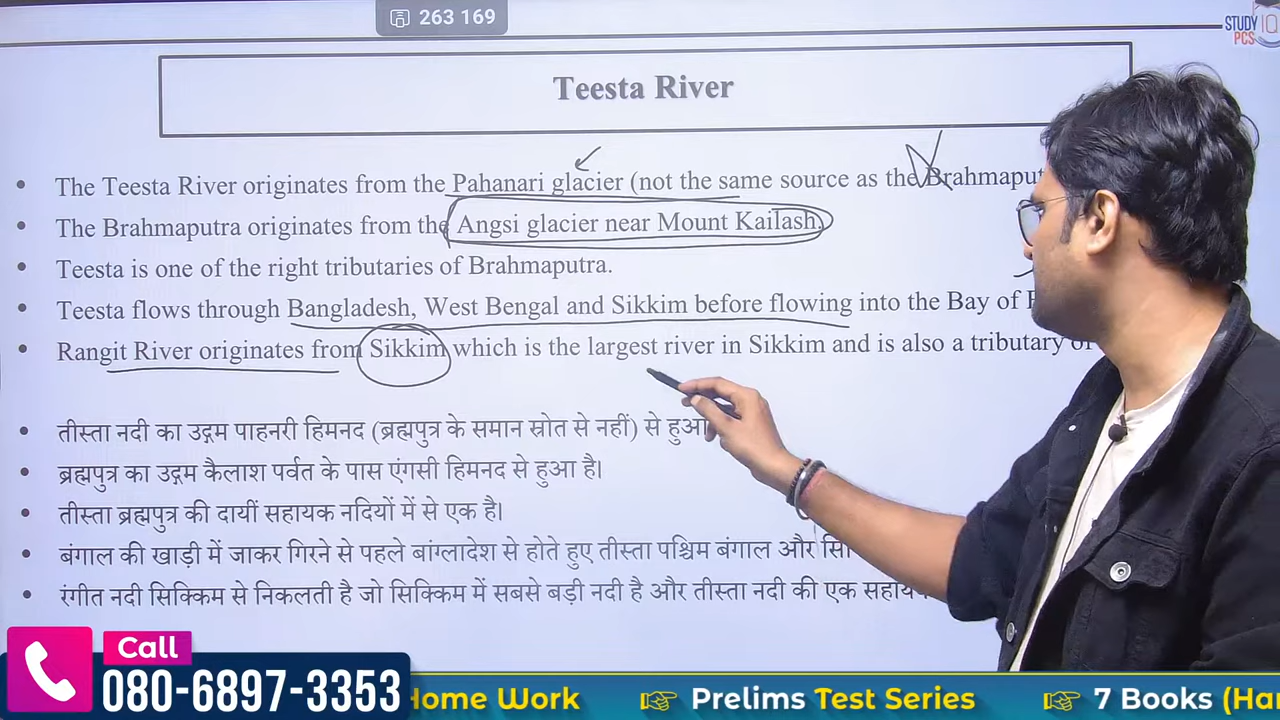 263 169
STUDY IQ
PCS
Teesta River
• The Teesta River originates from the Pahanari glacier (not the same source as the Brahmaput
• The Brahmaputra originates from the Angsi glacier near Mount Kailash.
• Teesta is one of the right tributaries of Brahmaputra.
• Teesta flows through Bangladesh, West Bengal and Sikkim before flowing into the Bay of
• Rangit River originates from Sikkim which is the largest river in Sikkim and is also a tributary of
• तीस्ता नदी का उद्गम पाहनरी हिमनद (ब्रह्मपुत्र के समान स्रोत से नहीं) से हुआ
• ब्रह्मपुत्र का उद्गम कैलाश पर्वत के पास एंगसी हिमनद से हुआ है।
• तीस्ता ब्रह्मपुत्र की दायीं सहायक नदियों में से एक है।
• बंगाल की खाड़ी में जाकर गिरने से पहले बांग्लादेश से होते हुए तीस्ता पश्चिम बंगाल और सि
• रंगीत नदी सिक्किम से निकलती है जो सिक्किम में सबसे बड़ी नदी है और तीस्ता नदी की एक सहाय
Call
080-6897-3353
Home Work Prelims Test Series 7 Books (Ha